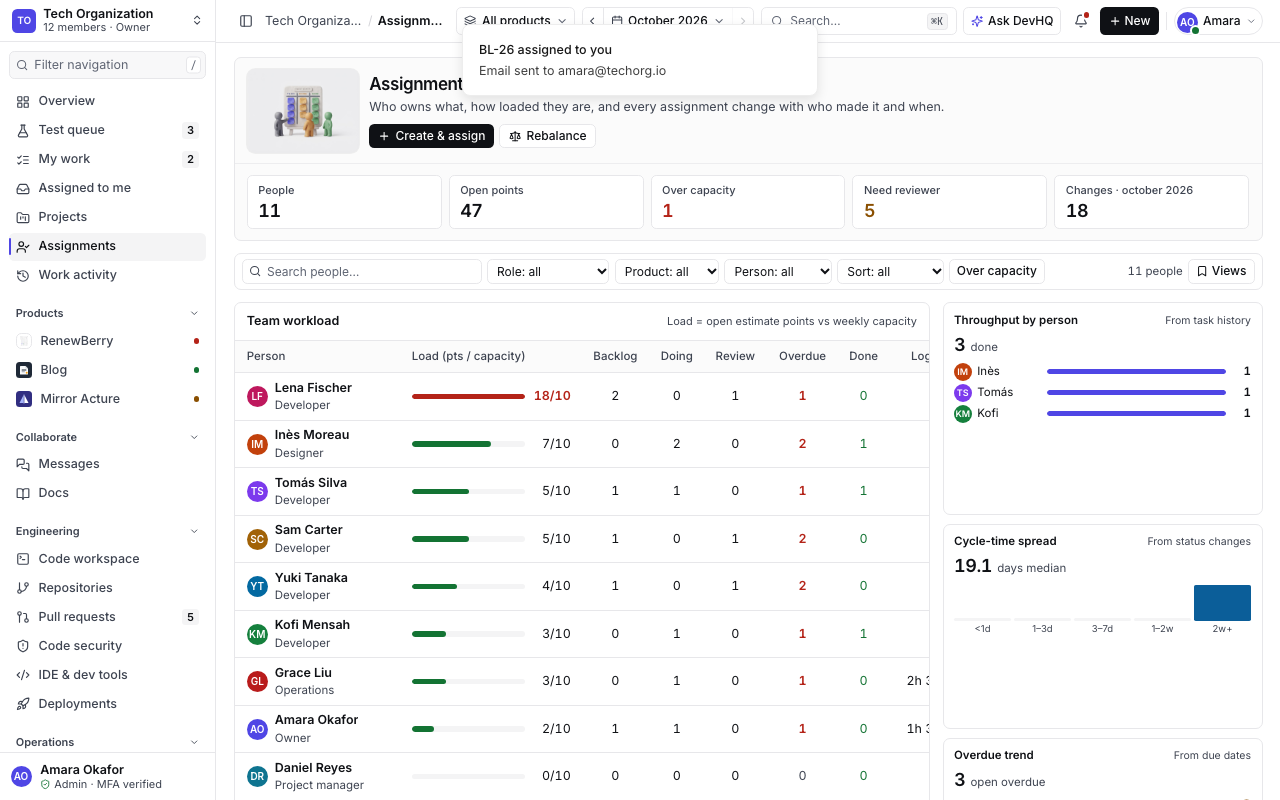 TO
Tech Organization
12 members · Owner
Filter navigation
/
Overview
Test queue
3
My work
2
Assigned to me
Projects
Assignments
Work activity
Products
RenewBerry
Blog
Mirror Acture
Collaborate
Messages
Docs
Engineering
Code workspace
Repositories
Pull requests
5
Code security
IDE & dev tools
Deployments
Operations
AO
Amara Okafor
Admin · MFA verified
Tech Organiza… / Assignm…
All products
October 2026
Search…
⌘K
Ask DevHQ
New
AO
Amara
BL-26 assigned to you
Email sent to amara@techorg.io
Assignment
Who owns what, how loaded they are, and every assignment change with who made it and when.
Create & assign
Rebalance
People
11
Open points
47
Over capacity
1
Need reviewer
5
Changes · october 2026
18
Search people…
Role: all
Product: all
Person: all
Sort: all
Over capacity
11 people
Views
Team workload
Load = open estimate points vs weekly capacity
Person Load (pts / capacity) Backlog Doing Review Overdue Done
LF Lena Fischer Developer 18/10 2 0 1 1 0
IM Inès Moreau Designer 7/10 0 2 0 2 1
TS Tomás Silva Developer 5/10 1 1 0 1 1
SC Sam Carter Developer 5/10 1 0 1 2 0
YT Yuki Tanaka Developer 4/10 1 0 1 2 0
KM Kofi Mensah Developer 3/10 0 1 0 1 1
GL Grace Liu Operations 3/10 0 1 0 1 0 2h
AO Amara Okafor Owner 2/10 1 1 0 1 0 1h
DR Daniel Reyes Project manager 0/10 0 0 0 0 0
Throughput by person
From task history
3 done
IM Inès 1
TS Tomás 1
KM Kofi 1
Cycle-time spread
From status changes
19.1 days median
<1d 1–3d 3–7d 1–2w 2w+
Overdue trend
From due dates
3 open overdue